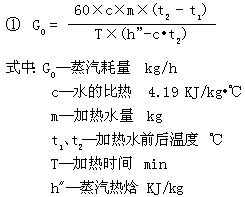 ① G₀= 60×c×m×(t₂ - t₁) / T×(h"-c•t₂)
式中: G₀—蒸汽耗量 kg/h
c—水的比热 4.19 KJ/kg•℃
m—加热水量 kg
t₁、t₂—加热水前后温度 ℃
T—加热时间 min
h"—蒸汽热焓 KJ/kg